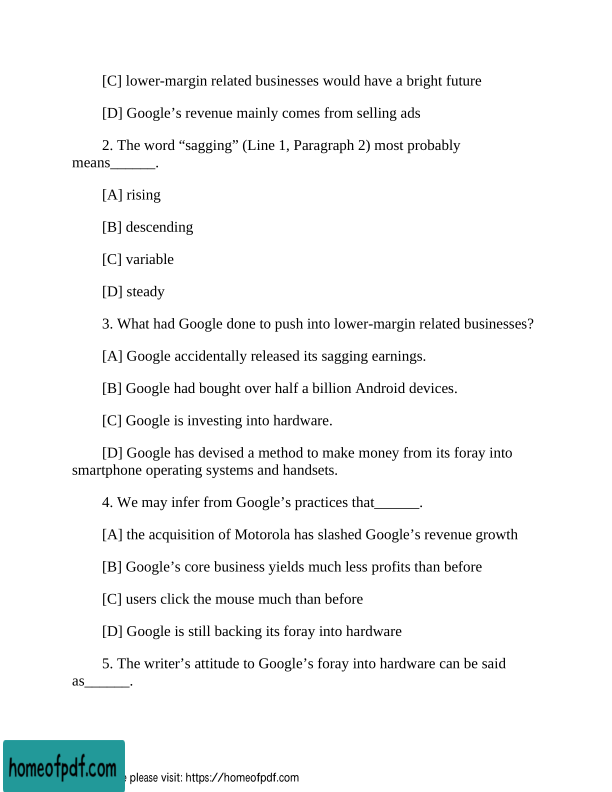 [C] lower-margin related businesses would have a bright future
[D] Google’s revenue mainly comes from selling ads
2. The word “sagging” (Line 1, Paragraph 2) most probably
means______.
[A] rising
[B] descending
[C] variable
[D] steady
3. What had Google done to push into lower-margin related businesses?
[A] Google accidentally released its sagging earnings.
[B] Google had bought over half a billion Android devices.
[C] Google is investing into hardware.
[D] Google has devised a method to make money from its foray into
smartphone operating systems and handsets.
4. We may infer from Google’s practices that______.
[A] the acquisition of Motorola has slashed Google’s revenue growth
[B] Google’s core business yields much less profits than before
[C] users click the mouse much than before
[D] Google is still backing its foray into hardware
5. The writer’s attitude to Google’s foray into hardware can be said
as______.
homeofpdf.com
please visit: https://homeofpdf.com